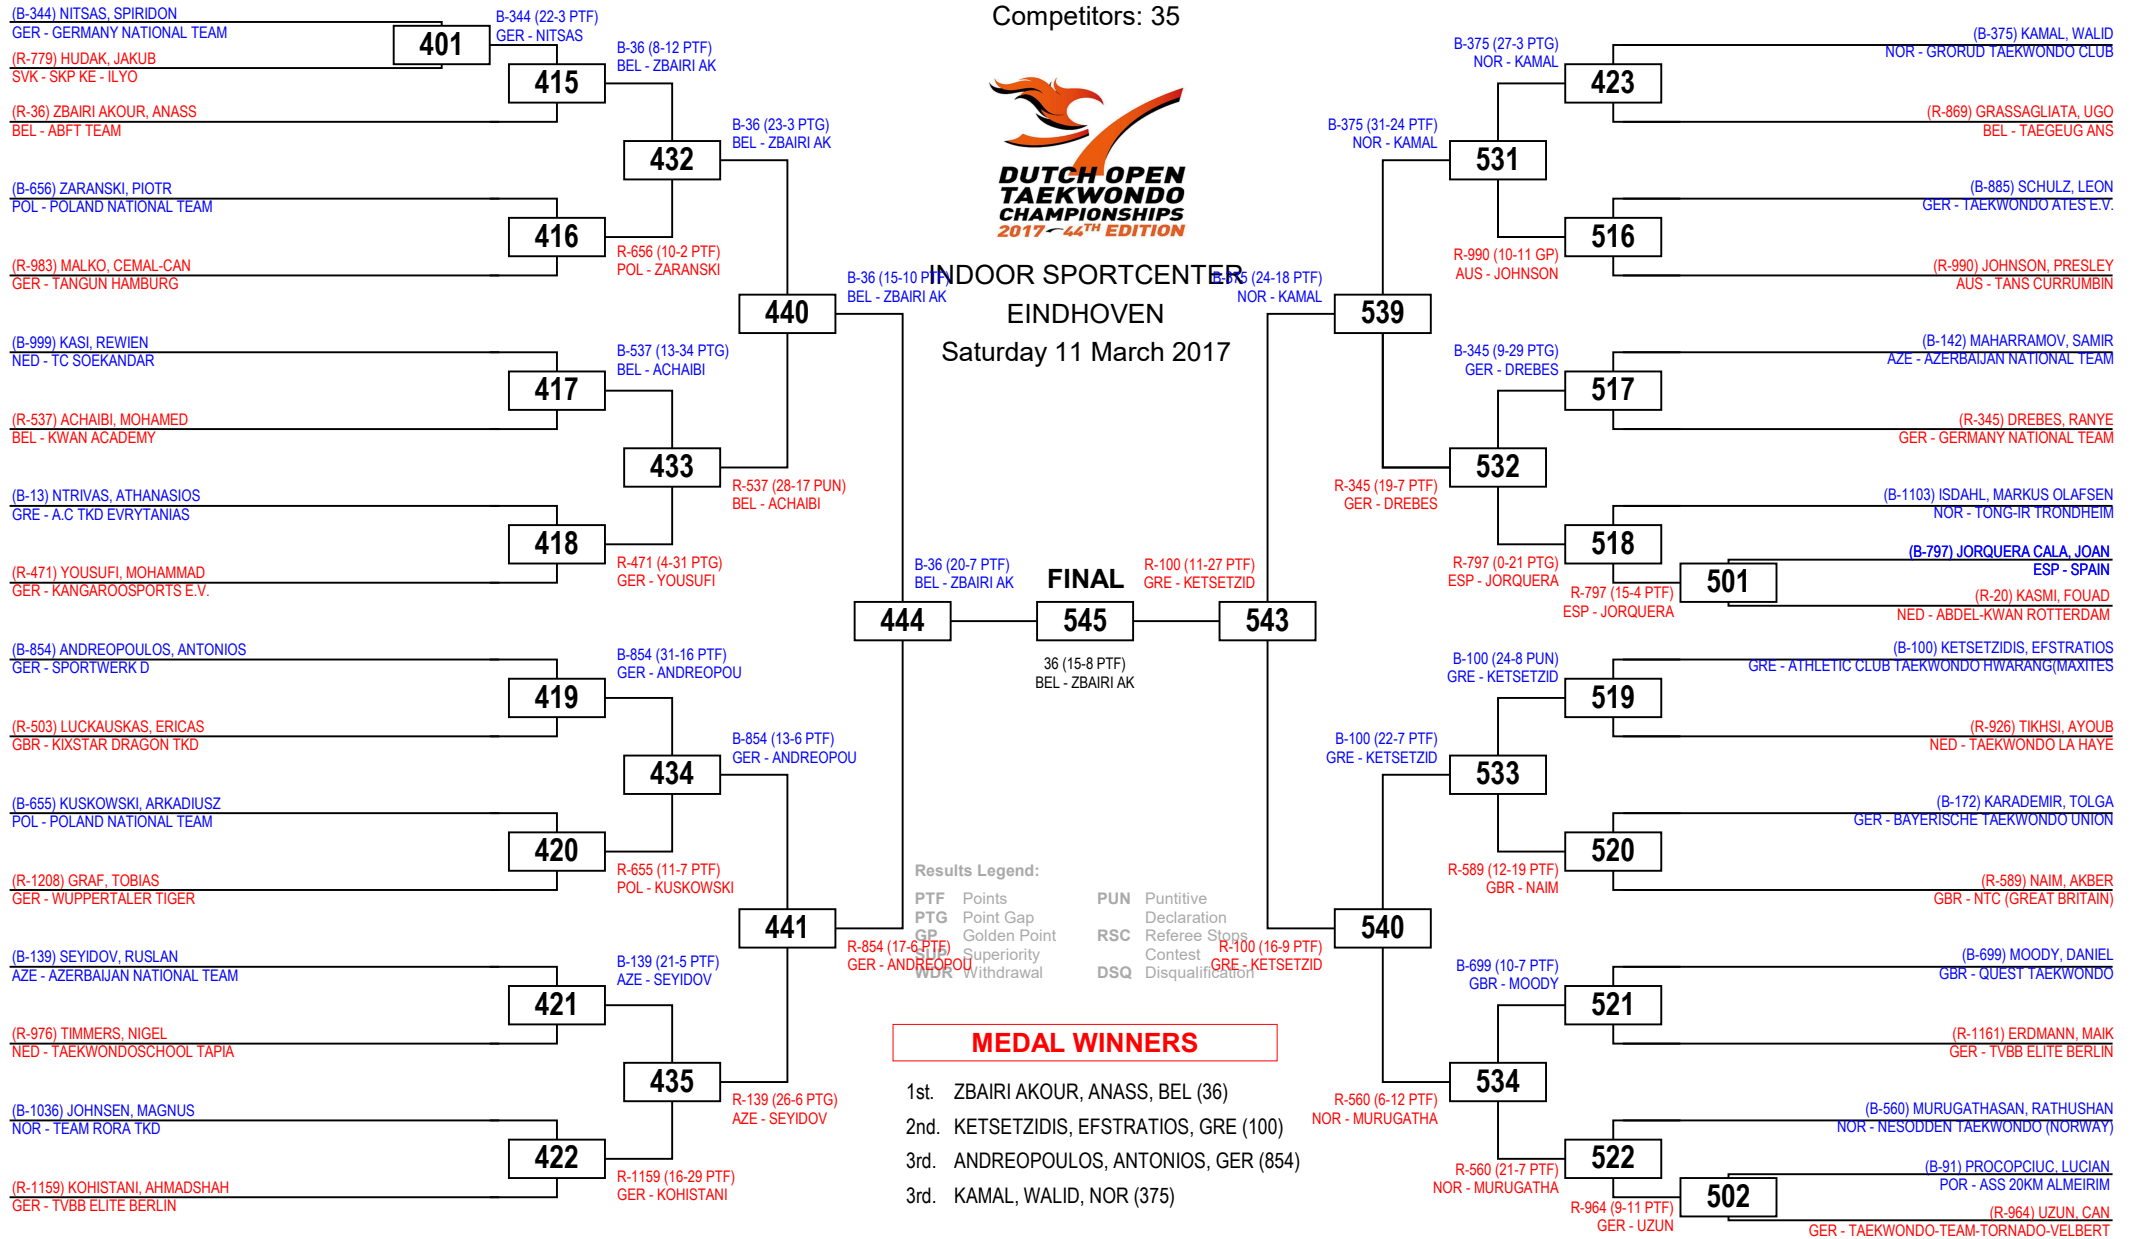 Competitors: 35
DUTCH OPEN
TAEKWONDO
CHAMPIONSHIPS
2017 44TH EDITION
INDOOR SPORTCENTER
EINDHOVEN
Saturday 11 March 2017
(B-344) NITSAS, SPIRIDON
GER - GERMANY NATIONAL TEAM
(R-779) HUDAK, JAKUB
SVK - SKP KE - ILYO
401
B-344 (22-3 PTF)
GER - NITSAS
(R-36) ZBAIRI AKOUR, ANASS
BEL - ABFT TEAM
415
B-36 (8-12 PTF)
BEL - ZBAIRI AK
(B-656) ZARANSKI, PIOTR
POL - POLAND NATIONAL TEAM
(R-983) MALKO, CEMAL-CAN
GER - TANGUN HAMBURG
416
R-656 (10-2 PTF)
POL - ZARANSKI
432
B-36 (23-3 PTG)
BEL - ZBAIRI AK
(B-999) KASI, REWIEN
NED - TC SOEKANDAR
(R-537) ACHAIBI, MOHAMED
BEL - KWAN ACADEMY
417
B-537 (13-34 PTG)
BEL - ACHAIBI
(B-13) NTRIVAS, ATHANASIOS
GRE - A.C TKD EVRYTANIAS
(R-471) YOUSUFI, MOHAMMAD
GER - KANGAROOSPORTS E.V.
418
R-471 (4-31 PTG)
GER - YOUSUFI
433
R-537 (28-17 PUN)
BEL - ACHAIBI
440
B-36 (15-10 PTF)
BEL - ZBAIRI AK
(B-854) ANDREOPOULOS, ANTONIOS
GER - SPORTWERK D
(R-503) LUCKAUSKAS, ERICAS
GBR - KIXSTAR DRAGON TKD
419
B-854 (31-16 PTF)
GER - ANDREOPOU
(B-655) KUSKOWSKI, ARKADIUSZ
POL - POLAND NATIONAL TEAM
(R-1208) GRAF, TOBIAS
GER - WUPPERTALER TIGER
420
R-655 (11-7 PTF)
POL - KUSKOWSKI
434
B-854 (13-6 PTF)
GER - ANDREOPOU
(B-139) SEYIDOV, RUSLAN
AZE - AZERBAIJAN NATIONAL TEAM
(R-976) TIMMERS, NIGEL
NED - TAEKWONDOSCHOOL TAPIA
421
B-139 (21-5 PTF)
AZE - SEYIDOV
(B-1036) JOHNSEN, MAGNUS
NOR - TEAM RORA TKD
(R-1159) KOHISTANI, AHMADSHAH
GER - TVBB ELITE BERLIN
422
R-1159 (16-29 PTF)
GER - KOHISTANI
435
R-139 (26-6 PTG)
AZE - SEYIDOV
441
R-854 (17-6 PTF)
GER - ANDREOPOU
444
B-36 (20-7 PTF)
BEL - ZBAIRI AK
FINAL
545
36 (15-8 PTF)
BEL - ZBAIRI AK
R-100 (11-27 PTF)
GRE - KETSETZID
543
B-375 (24-18 PTF)
NOR - KAMAL
539
B-375 (31-24 PTF)
NOR - KAMAL
531
B-375 (27-3 PTG)
NOR - KAMAL
423
(B-375) KAMAL, WALID
NOR - GRORUD TAEKWONDO CLUB
(R-869) GRASSAGLIATA, UGO
BEL - TAEGEUG ANS
R-990 (10-11 GP)
AUS - JOHNSON
516
(B-885) SCHULZ, LEON
GER - TAEKWONDO ATES E.V.
(R-990) JOHNSON, PRESLEY
AUS - TANS CURRUMBIN
R-345 (19-7 PTF)
GER - DREBES
532
B-345 (9-29 PTG)
GER - DREBES
517
(B-142) MAHARRAMOV, SAMIR
AZE - AZERBAIJAN NATIONAL TEAM
(R-345) DREBES, RANYE
GER - GERMANY NATIONAL TEAM
R-797 (0-21 PTG)
ESP - JORQUERA
518
(B-1103) ISDAHL, MARKUS OLAFSEN
NOR - TONG-IR TRONDHEIM
R-797 (15-4 PTF)
ESP - JORQUERA
501
(B-797) JORQUERA CALA, JOAN
ESP - SPAIN
(R-20) KASMI, FOUAD
NED - ABDEL-KWAN ROTTERDAM
R-100 (16-9 PTF)
GRE - KETSETZID
540
B-100 (22-7 PTF)
GRE - KETSETZID
533
B-100 (24-8 PUN)
GRE - KETSETZID
519
(B-100) KETSETZIDIS, EFSTRATIOS
GRE - ATHLETIC CLUB TAEKWONDO HWARANG(MAXITES
(R-926) TIKHSI, AYOUB
NED - TAEKWONDO LA HAYE
R-589 (12-19 PTF)
GBR - NAIM
520
(B-172) KARADEMIR, TOLGA
GER - BAYERISCHE TAEKWONDO UNION
(R-589) NAIM, AKBER
GBR - NTC (GREAT BRITAIN)
R-560 (6-12 PTF)
NOR - MURUGATHA
534
B-699 (10-7 PTF)
GBR - MOODY
521
(B-699) MOODY, DANIEL
GBR - QUEST TAEKWONDO
(R-1161) ERDMANN, MAIK
GER - TVBB ELITE BERLIN
R-560 (21-7 PTF)
NOR - MURUGATHA
522
(B-560) MURUGATHASAN, RATHUSHAN
NOR - NESODDEN TAEKWONDO (NORWAY)
R-964 (9-11 PTF)
GER - UZUN
502
(B-91) PROCOPCIUC, LUCIAN
POR - ASS 20KM ALMEIRIM
(R-964) UZUN, CAN
GER - TAEKWONDO-TEAM-TORNADO-VELBERT
Results Legend:
PTF Points
PTG Point Gap
GP Golden Point
SUP Superiority
WDR Withdrawal
PUN Puntitive
Declaration
RSC Referee Stops
Contest
DSQ Disqualification
MEDAL WINNERS
1st. ZBAIRI AKOUR, ANASS, BEL (36)
2nd. KETSETZIDIS, EFSTRATIOS, GRE (100)
3rd. ANDREOPOULOS, ANTONIOS, GER (854)
3rd. KAMAL, WALID, NOR (375)